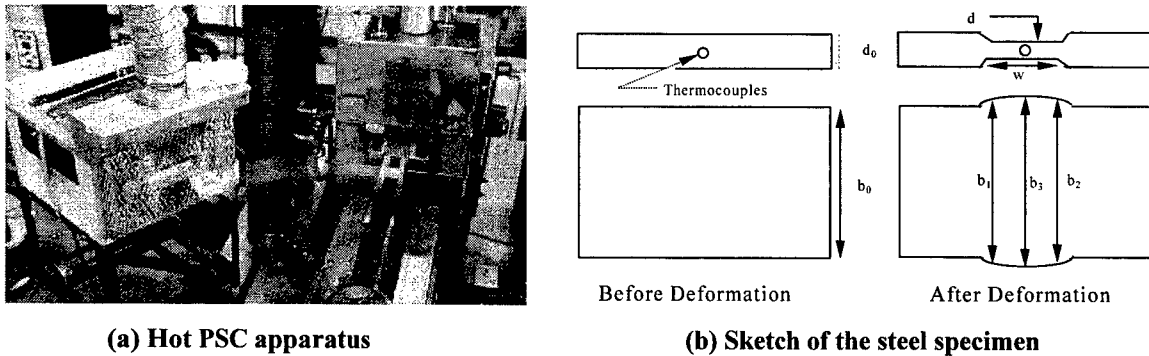 d
d₀
w
Thermocouples
b₀
b₁
b₃
b₂
Before Deformation
After Deformation
(a) Hot PSC apparatus
(b) Sketch of the steel specimen